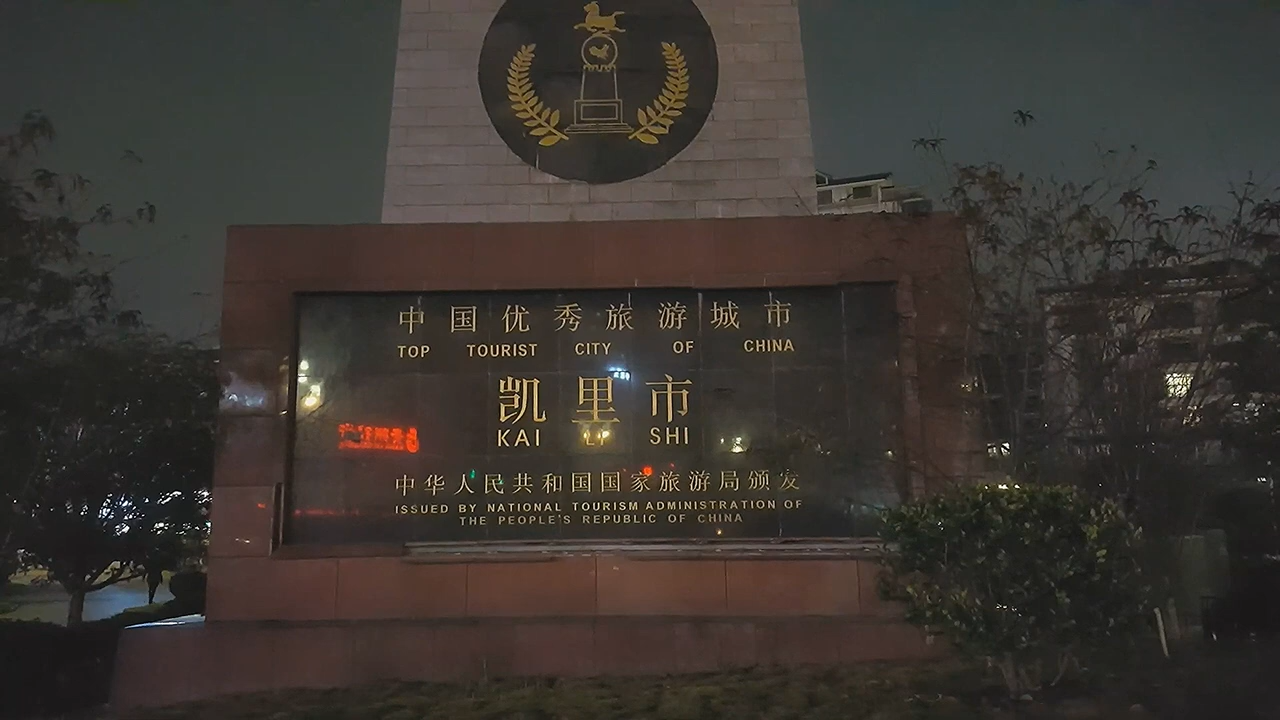 中国优秀旅游城市
TOP TOURIST CITY OF CHINA
凯里市
KAI LI SHI
中华人民共和国国家旅游局颁发
ISSUED BY NATIONAL TOURISM ADMINISTRATION OF
THE PEOPLE'S REPUBLIC OF CHINA